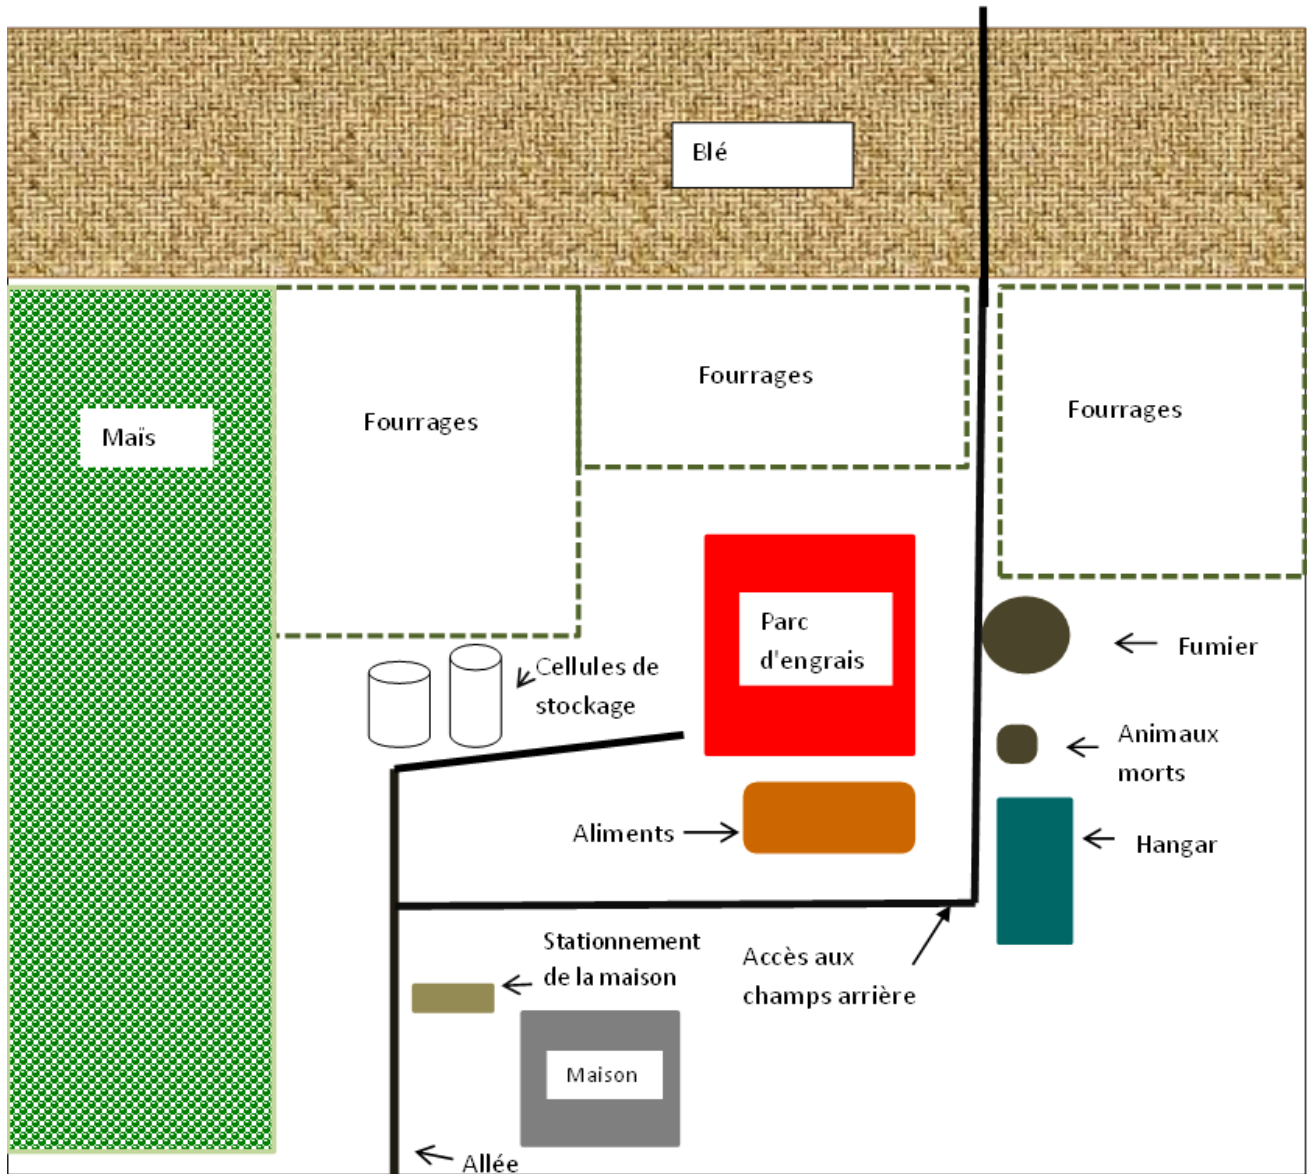 Blé
Fourrages
Fourrages
Fourrages
Maïs
Parc
d'engrais
Fumier
Cellules de
stockage
Animaux
morts
Aliments
Hangar
Stationnement
de la maison
Accès aux
champs arrière
Maison
Allée